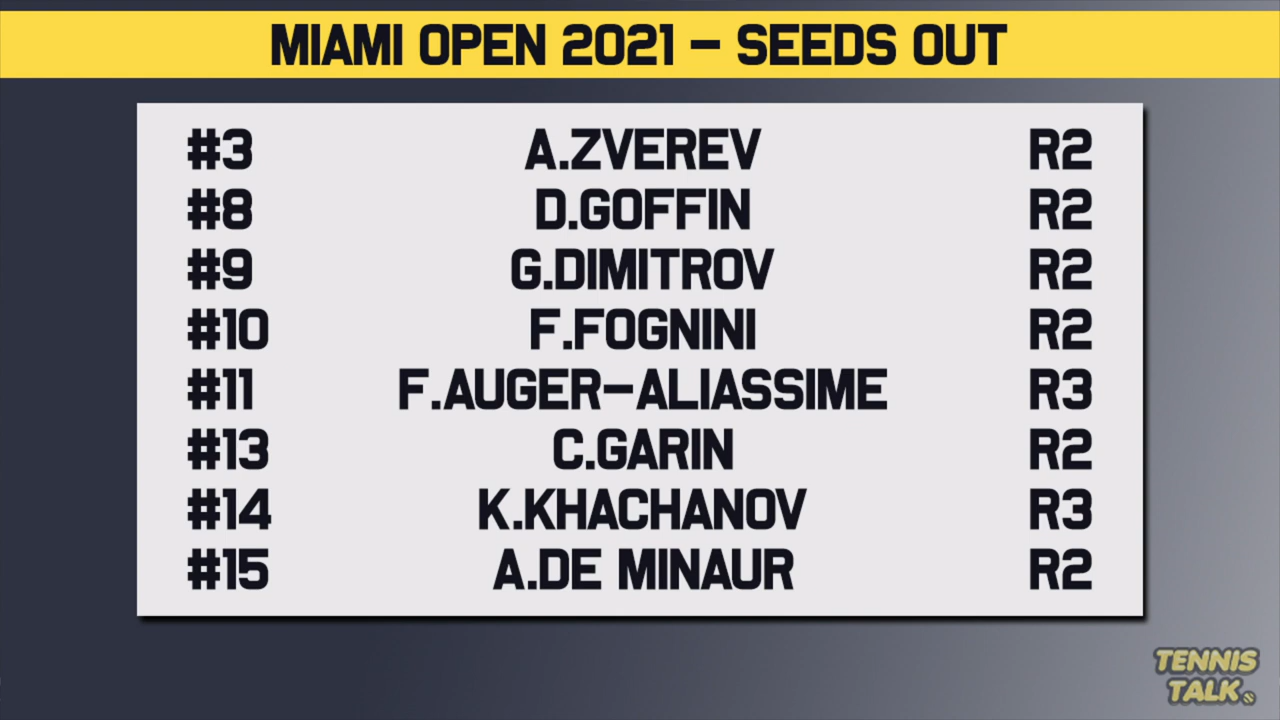 MIAMI OPEN 2021 – SEEDS OUT
#3 A.ZVEREV R2
#8 D.GOFFIN R2
#9 G.DIMITROV R2
#10 F.FOGNINI R2
#11 F.AUGER–ALIASSIME R3
#13 C.GARIN R2
#14 K.KHACHANOV R3
#15 A.DE MINAUR R2
TENNIS
TALK